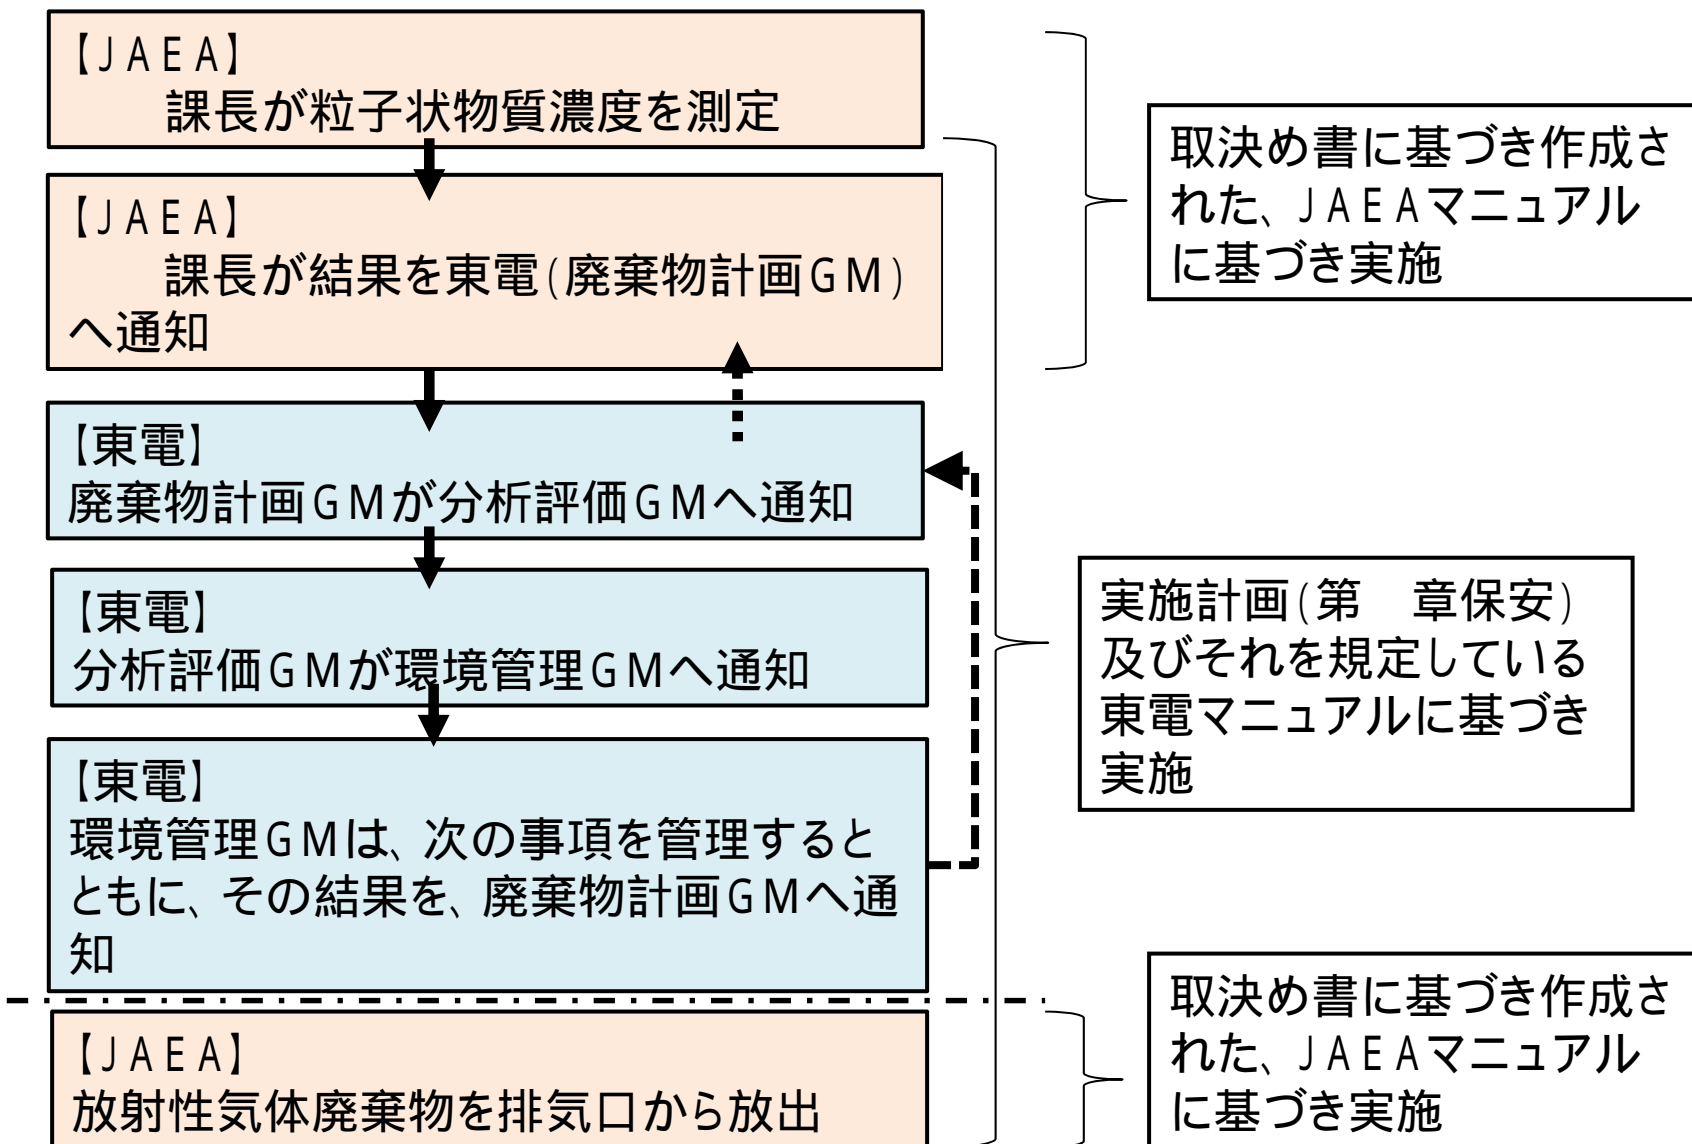 【JAEA】
課長が粒子状物質濃度を測定
【JAEA】
課長が結果を東電(廃棄物計画GM)
へ通知
【東電】
廃棄物計画GMが分析評価GMへ通知
【東電】
分析評価GMが環境管理GMへ通知
【東電】
環境管理GMは、次の事項を管理すると
ともに、その結果を、廃棄物計画GMへ通
知
【JAEA】
放射性気体廃棄物を排気口から放出
取決め書に基づき作成さ
れた、JAEAマニュアル
に基づき実施
実施計画(第　章保安)
及びそれを規定している
東電マニュアルに基づき
実施
取決め書に基づき作成さ
れた、JAEAマニュアル
に基づき実施